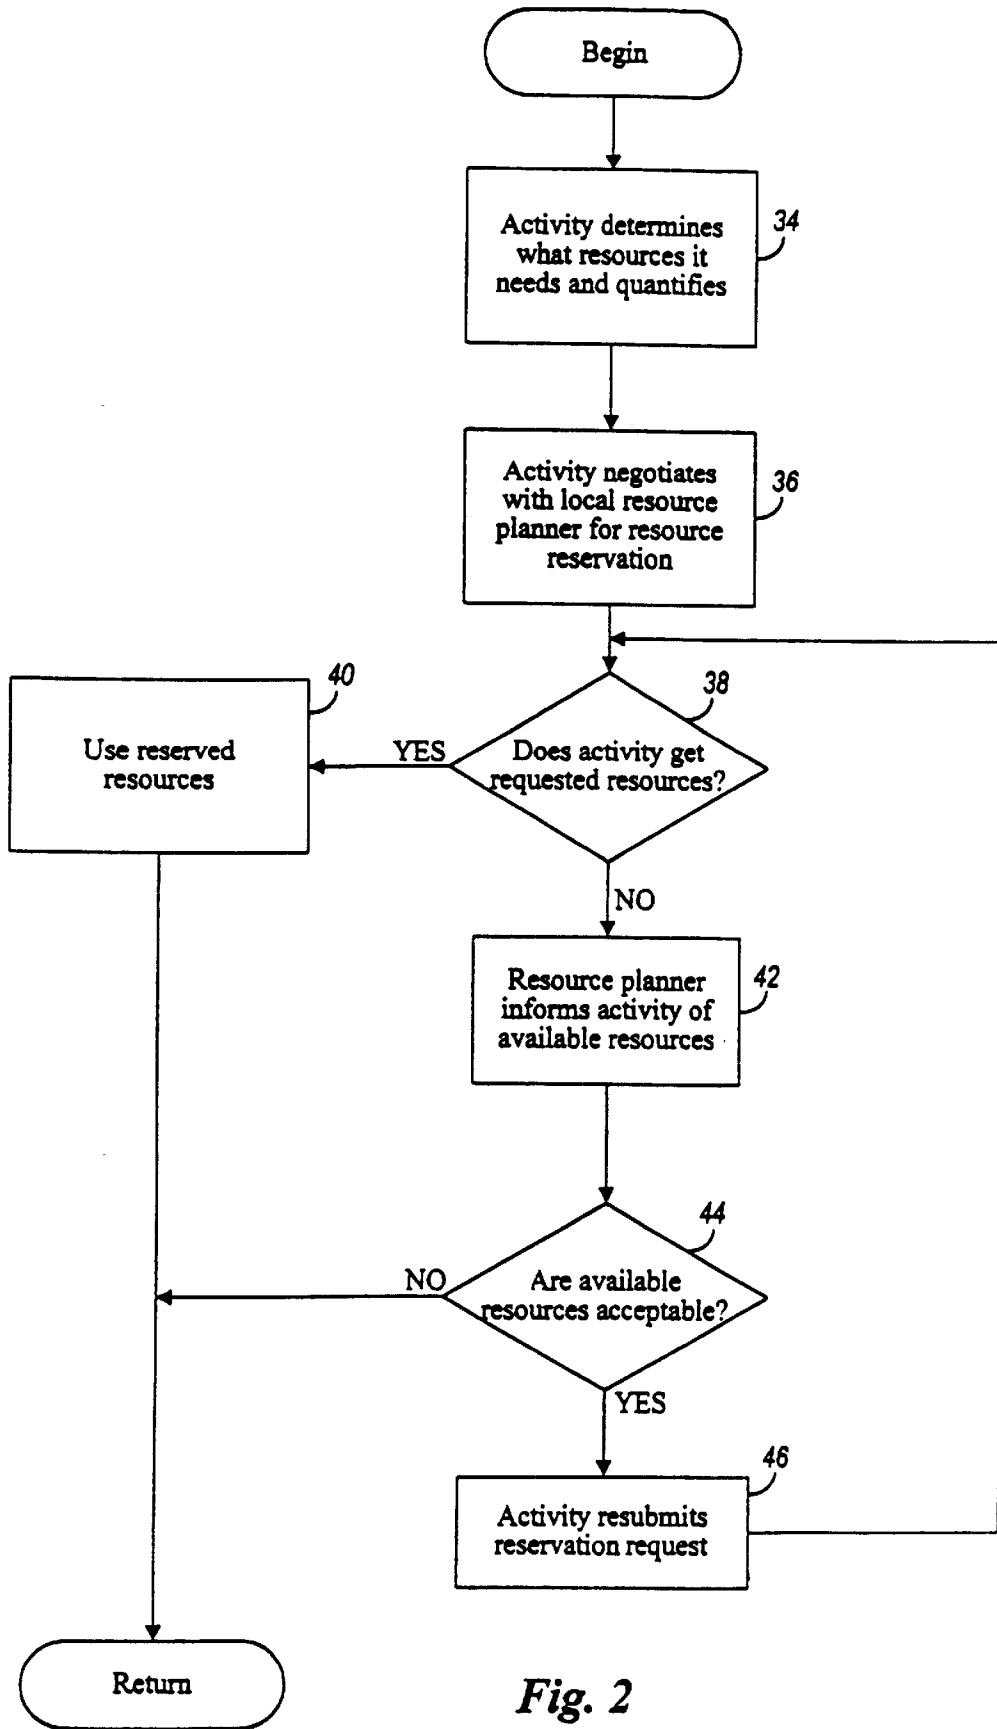 Begin
Activity determines
what resources it
needs and quantifies
34
Activity negotiates
with local resource
planner for resource
reservation
36
40
Use reserved
resources
YES
38
Does activity get
requested resources?
NO
Resource planner
informs activity of
available resources
42
44
NO
Are available
resources acceptable?
YES
46
Activity resubmits
reservation request
Return
Fig. 2